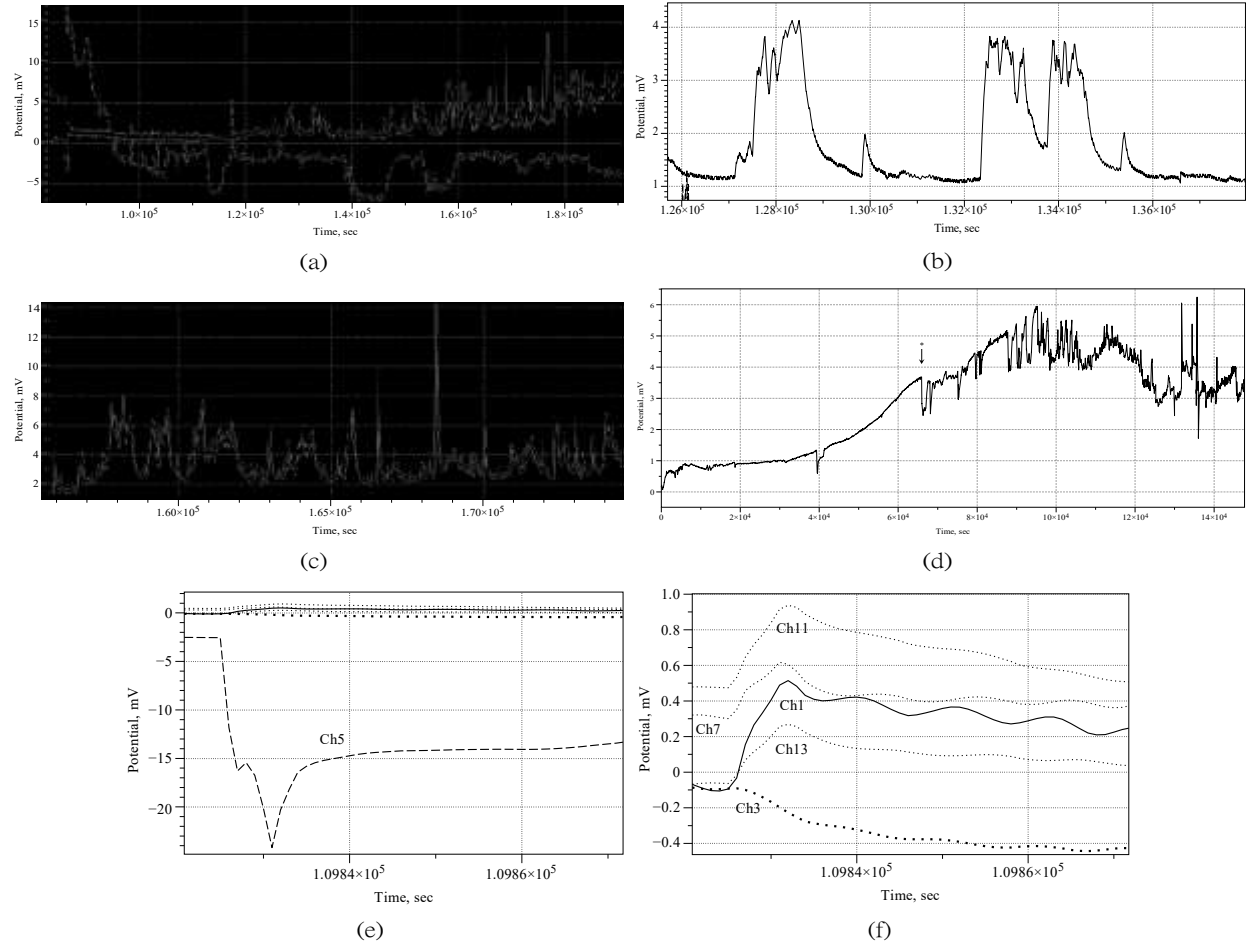 15
10
5
0
−5
Potential, mV
1.0×10⁵
1.2×10⁵
1.4×10⁵
1.6×10⁵
1.8×10⁵
Time, sec
(a)
4
3
2
1
Potential, mV
1.26×10⁵
1.28×10⁵
1.30×10⁵
1.32×10⁵
1.34×10⁵
1.36×10⁵
Time, sec
(b)
14
12
10
8
6
4
2
Potential, mV
1.60×10⁵
1.65×10⁵
1.70×10⁵
Time, sec
(c)
6
5
4
3
2
1
0
Potential, mV
*
0
2×10⁴
4×10⁴
6×10⁴
8×10⁴
10×10⁴
12×10⁴
14×10⁴
Time, sec
(d)
0
−5
−10
−15
−20
Potential, mV
Ch5
1.0984×10⁵
1.0986×10⁵
Time, sec
(e)
1.0
0.8
0.6
0.4
0.2
0
−0.2
−0.4
Potential, mV
Ch11
Ch1
Ch7
Ch13
Ch3
1.0984×10⁵
1.0986×10⁵
Time, sec
(f)